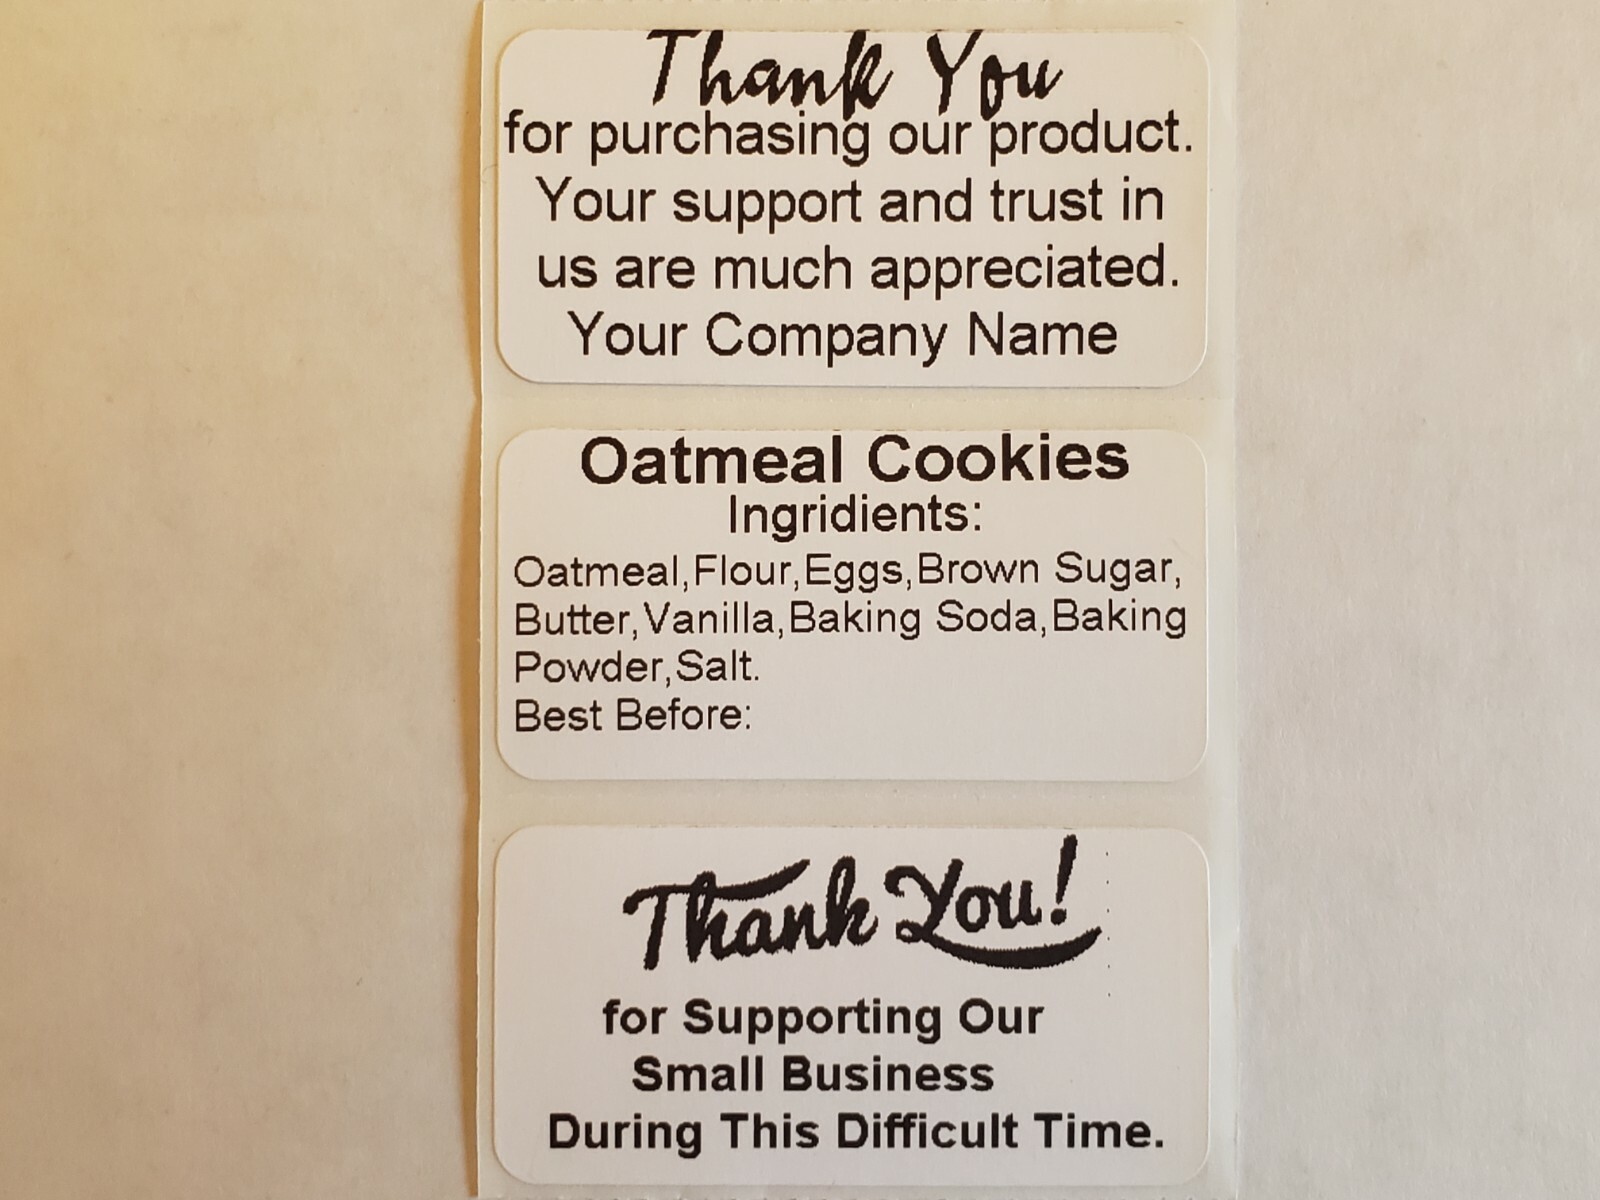 Thank You
for purchasing our product.
Your support and trust in
us are much appreciated.
Your Company Name
Oatmeal Cookies
Ingridients:
Oatmeal,Flour,Eggs,Brown Sugar,
Butter,Vanilla,Baking Soda,Baking
Powder,Salt.
Best Before:
Thank You!
for Supporting Our
Small Business
During This Difficult Time.